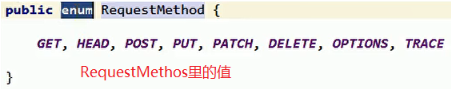 public enum RequestMethod {
GET, HEAD, POST, PUT, PATCH, DELETE, OPTIONS, TRACE
}
RequestMethos里的值